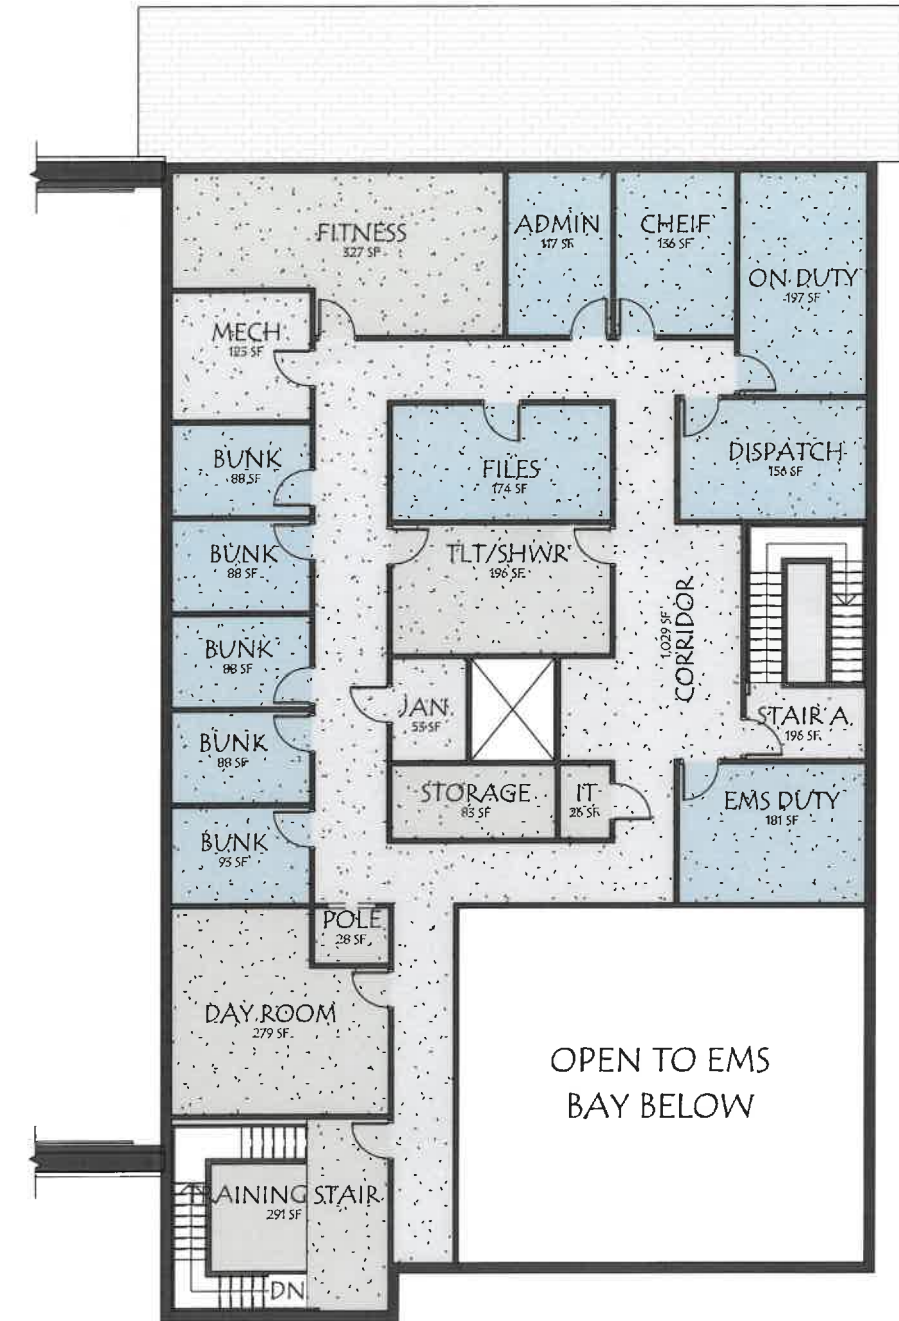 FITNESS
327 SF
ADMIN
117 SF
CHEIF
136 SF
ON DUTY
197 SF
MECH
125 SF
BUNK
88 SF
FILES
174 SF
DISPATCH
156 SF
BUNK
88 SF
TLT/SHWR
196 SF
CORRIDOR
1,029 SF
BUNK
88 SF
JAN
55 SF
STAIR A
196 SF
BUNK
88 SF
STORAGE
83 SF
IT
26 SF
EMS DUTY
181 SF
BUNK
93 SF
POLE
28 SF
DAY ROOM
279 SF
OPEN TO EMS
BAY BELOW
TRAINING STAIR
291 SF
DN